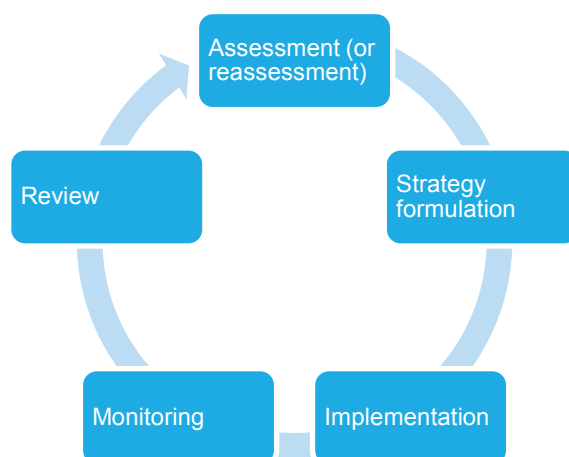 Assessment (or
reassessment)
Strategy
formulation
Implementation
Monitoring
Review